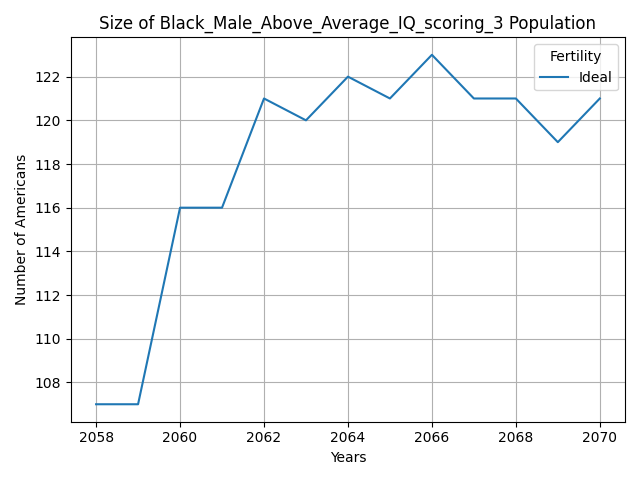 Size of Black_Male_Above_Average_IQ_scoring_3 Population
Fertility
Ideal
Number of Americans
122
120
118
116
114
112
110
108
2058 2060 2062 2064 2066 2068 2070
Years